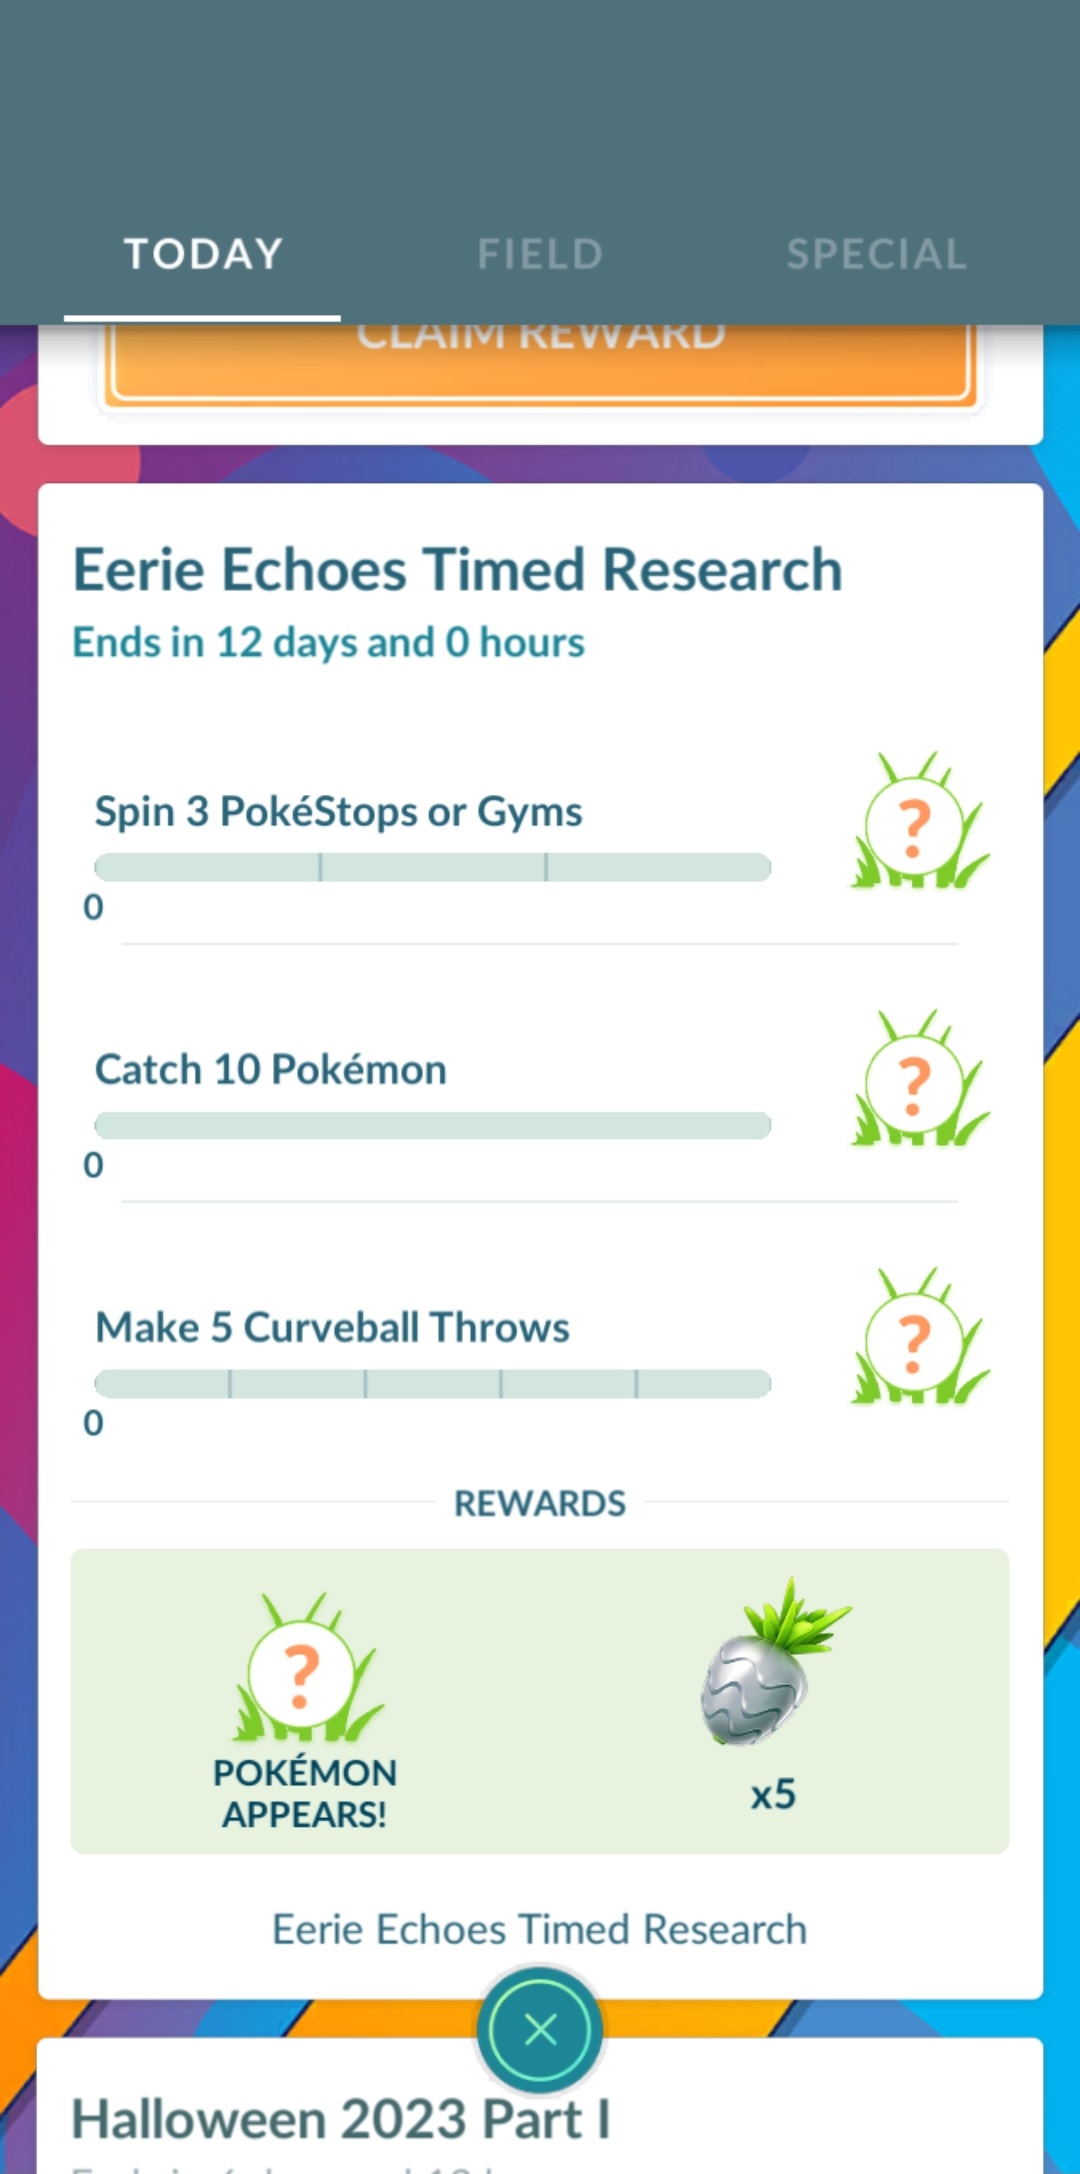 TODAY FIELD SPECIAL
CLAIM REWARD
Eerie Echoes Timed Research
Ends in 12 days and 0 hours
Spin 3 PokéStops or Gyms
?
0
Catch 10 Pokémon
?
0
Make 5 Curveball Throws
?
0
REWARDS
?
POKÉMON
APPEARS!
x5
Eerie Echoes Timed Research
Halloween 2023 Part I